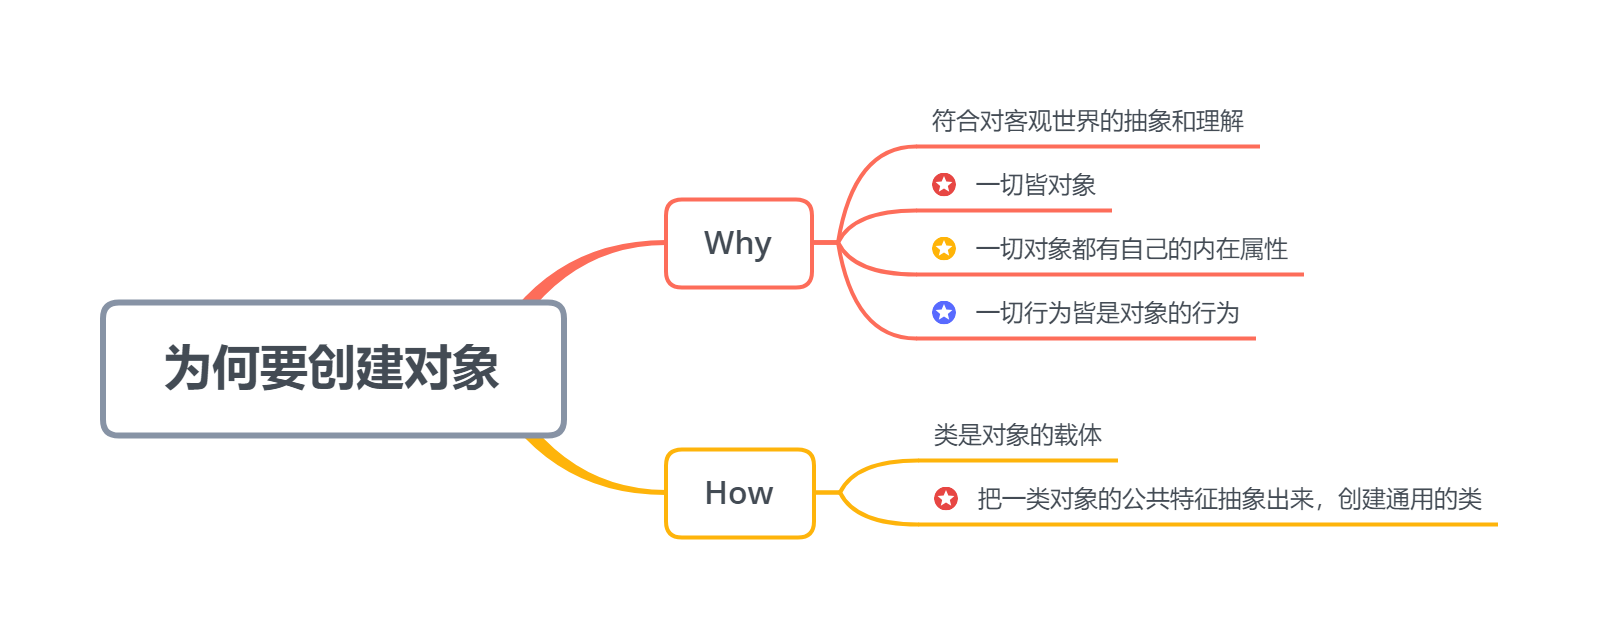 为何要创建对象
Why
符合对客观世界的抽象和理解
一切皆对象
一切对象都有自己的内在属性
一切行为皆是对象的行为
How
类是对象的载体
把一类对象的公共特征抽象出来，创建通用的类